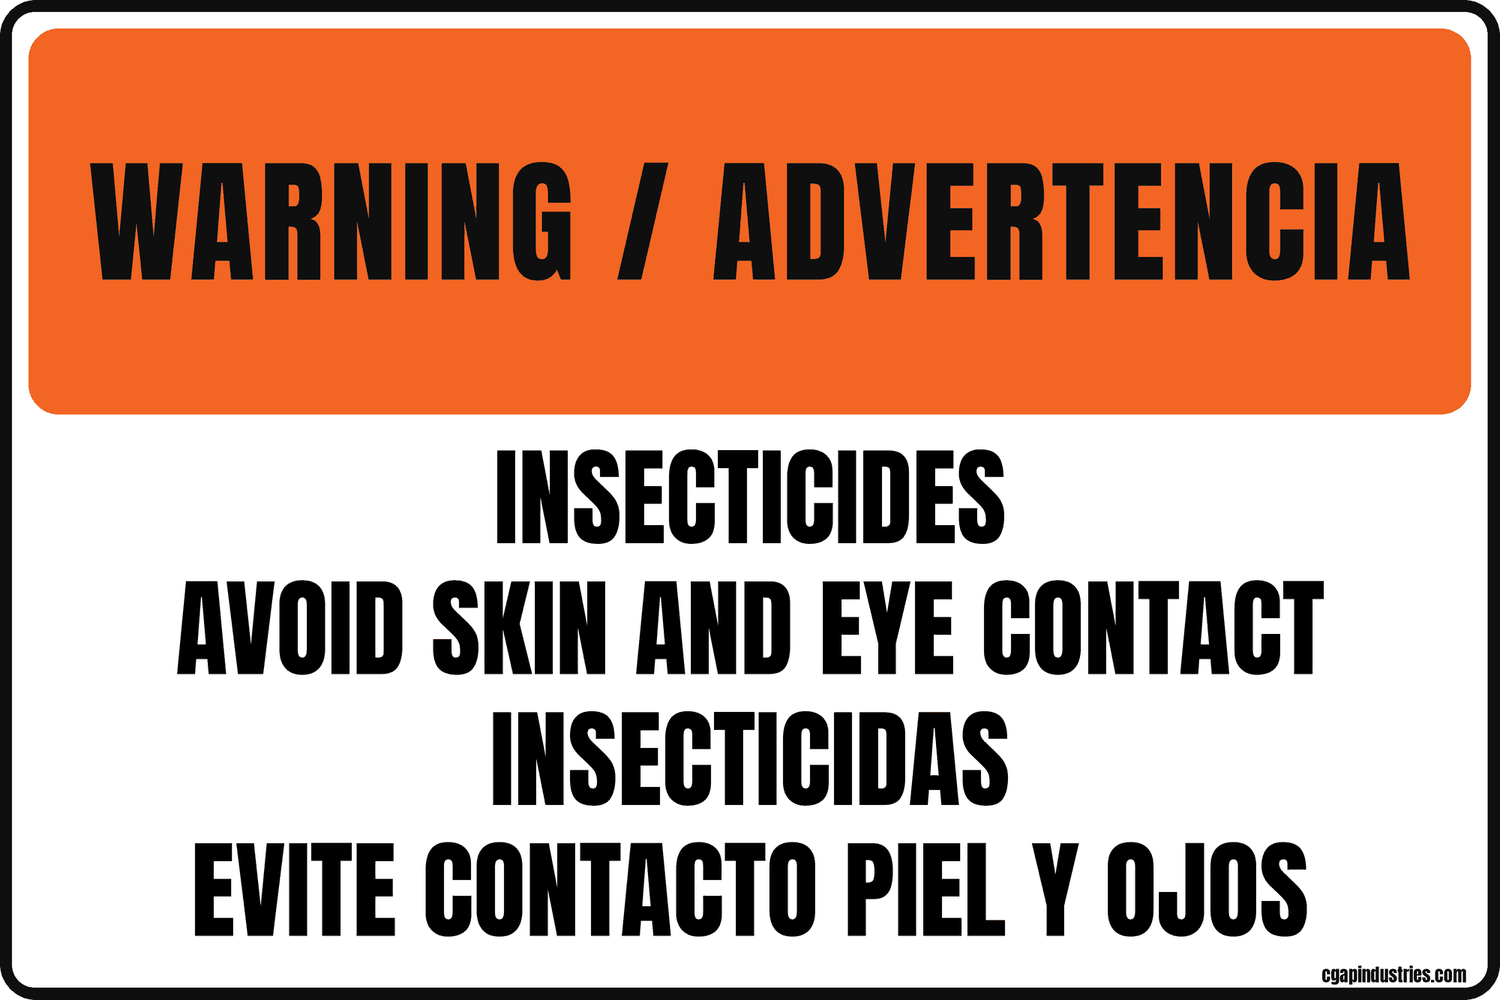 WARNING / ADVERTENCIA
INSECTICIDES
AVOID SKIN AND EYE CONTACT
INSECTICIDAS
EVITE CONTACTO PIEL Y OJOS
cgapindustries.com